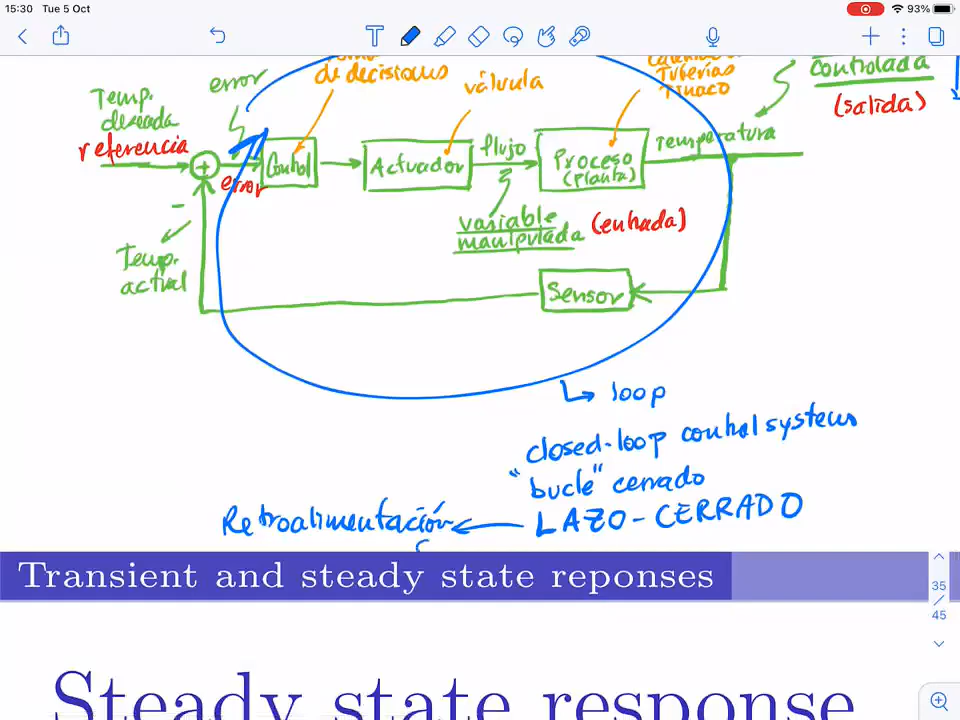 15:30 Tue 5 Oct
93%
error
de decisiones
válvula
Tuberías
Tinaco
controlada
(salida)
Temp.
deseada
referencia
+
error
Control
Actuador
flujo
Proceso
(planta)
Temperatura
−
Temp.
actual
variable
manipulada
(entrada)
Sensor
loop
closed-loop control systems
"bucle" cerrado
LAZO-CERRADO
Retroalimentación
Transient and steady state reponses
35
/
45
Steady state response